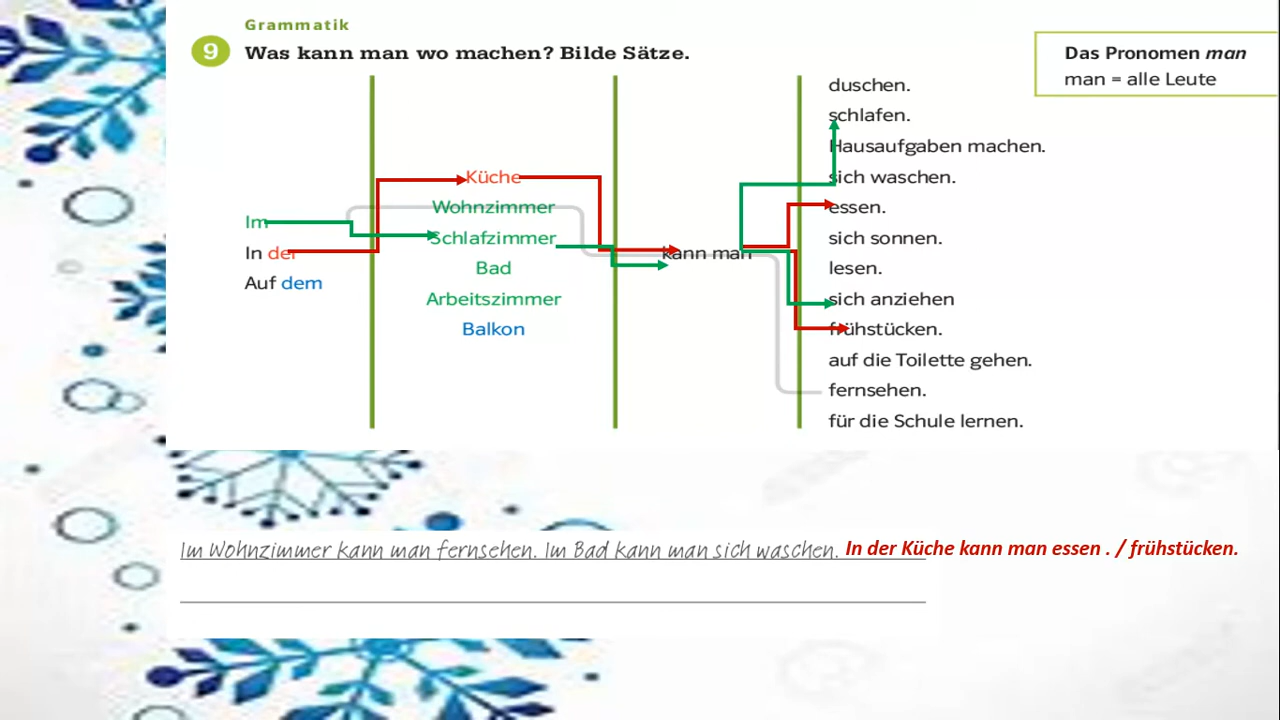 Grammatik
9 Was kann man wo machen? Bilde Sätze.
Das Pronomen man
man = alle Leute
Im
In der
Auf dem
Küche
Wohnzimmer
Schlafzimmer
Bad
Arbeitszimmer
Balkon
kann man
duschen.
schlafen.
Hausaufgaben machen.
sich waschen.
essen.
sich sonnen.
lesen.
sich anziehen
frühstücken.
auf die Toilette gehen.
fernsehen.
für die Schule lernen.
Im Wohnzimmer kann man fernsehen. Im Bad kann man sich waschen. In der Küche kann man essen . / frühstücken.